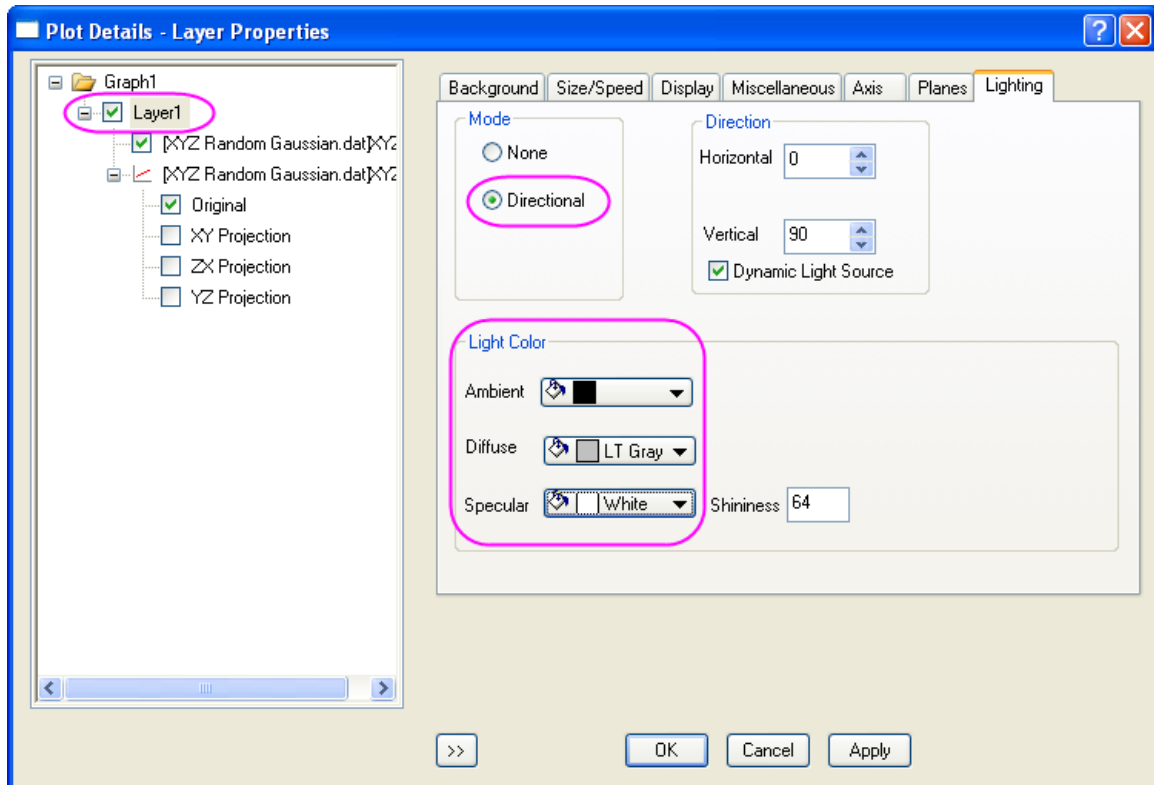 Plot Details - Layer Properties
Graph1
Layer1
[XYZ Random Gaussian.dat]XYZ
[XYZ Random Gaussian.dat]XYZ
Original
XY Projection
ZX Projection
YZ Projection
Background Size/Speed Display Miscellaneous Axis Planes Lighting
Mode
None
Directional
Direction
Horizontal 0
Vertical 90
Dynamic Light Source
Light Color
Ambient
Diffuse LT Gray
Specular White Shininess 64
>> OK Cancel Apply